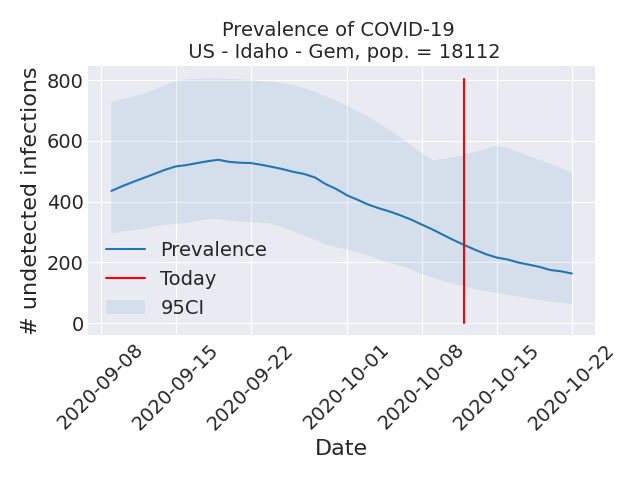 Prevalence of COVID-19
US - Idaho - Gem, pop. = 18112
# undetected infections
800
600
400
200
0
Prevalence
Today
95CI
2020-09-08
2020-09-15
2020-09-22
2020-10-01
2020-10-08
2020-10-15
2020-10-22
Date